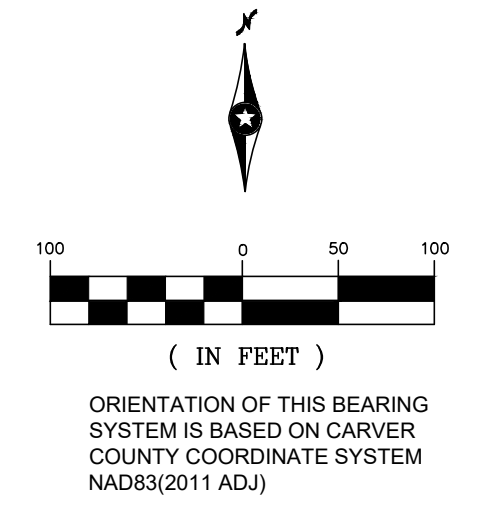 N
100 0 50 100
( IN FEET )
ORIENTATION OF THIS BEARING
SYSTEM IS BASED ON CARVER
COUNTY COORDINATE SYSTEM
NAD83(2011 ADJ)